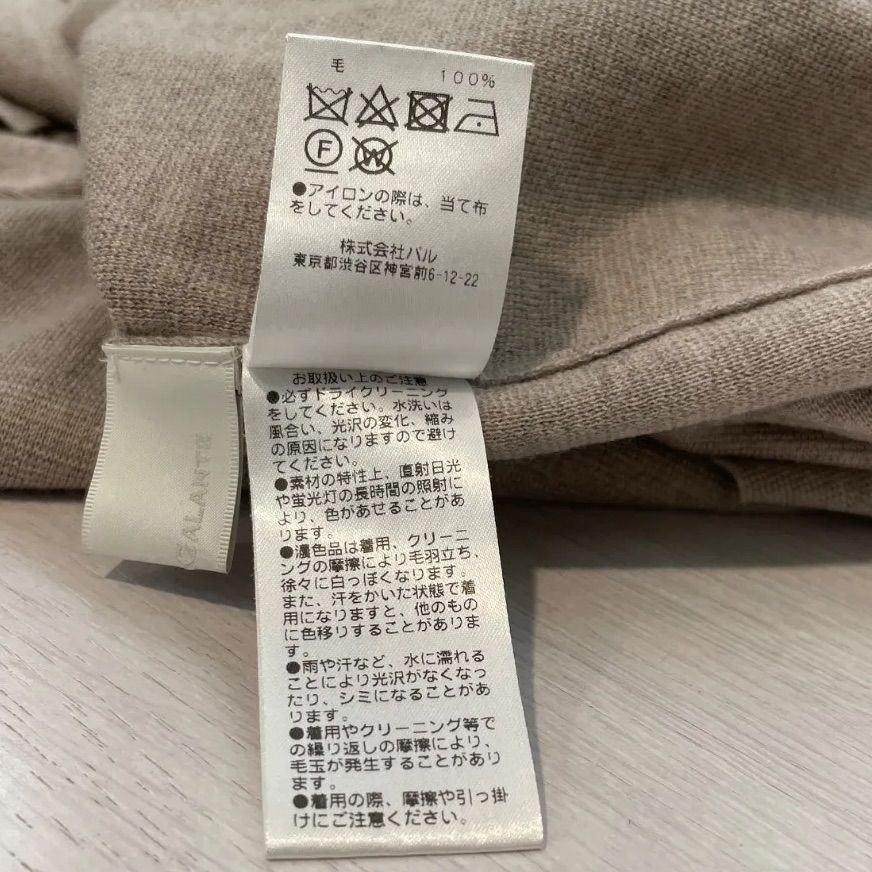 毛 100%
F W
●アイロンの際は、当て布
をしてください。
株式会社パル
東京都渋谷区神宮前6-12-22
お取扱い上のご注意
●必ずドライクリーニング
をしてください。水洗いは
風合い、光沢の変化、縮み
の原因になりますので避け
てください。
●素材の特性上、直射日光
や蛍光灯の長時間の照射に
より、色があせることがあ
ります。
●濃色品は着用、クリーニ
ングの摩擦により毛羽立ち、
徐々に白っぽくなります。
また、汗をかいた状態で着
用になりますと、他のもの
に色移りすることがありま
す。
●雨や汗など、水に濡れる
ことにより光沢がなくなっ
たり、シミになることがあ
ります。
●着用やクリーニング等で
の繰り返しの摩擦により、
毛玉が発生することがあり
ます。
●着用の際、摩擦や引っ掛
けにご注意ください。
GALANTE